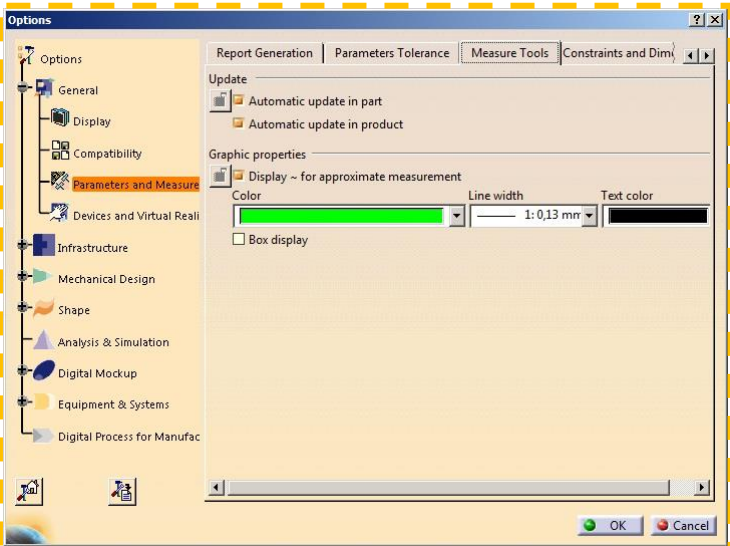 Options
Options
General
Display
Compatibility
Parameters and Measure
Devices and Virtual Reali
Infrastructure
Mechanical Design
Shape
Analysis & Simulation
Digital Mockup
Equipment & Systems
Digital Process for Manufac
Report Generation
Parameters Tolerance
Measure Tools
Constraints and Dim
Update
Automatic update in part
Automatic update in product
Graphic properties
Display ~ for approximate measurement
Color
Line width
Text color
1: 0,13 mm
Box display
OK
Cancel